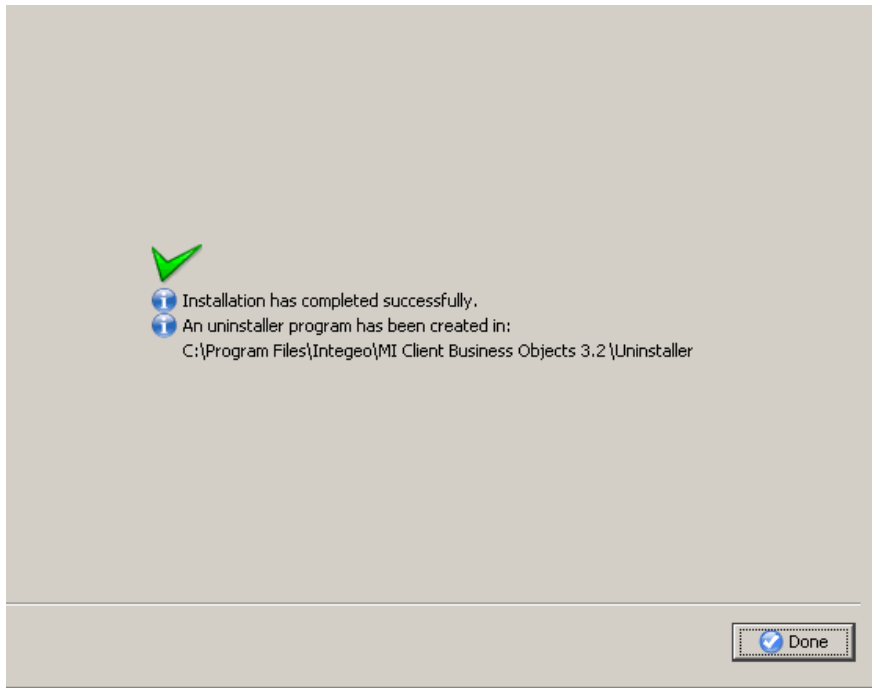 Installation has completed successfully.
An uninstaller program has been created in:
C:\Program Files\Integeo\MI Client Business Objects 3.2\Uninstaller
Done